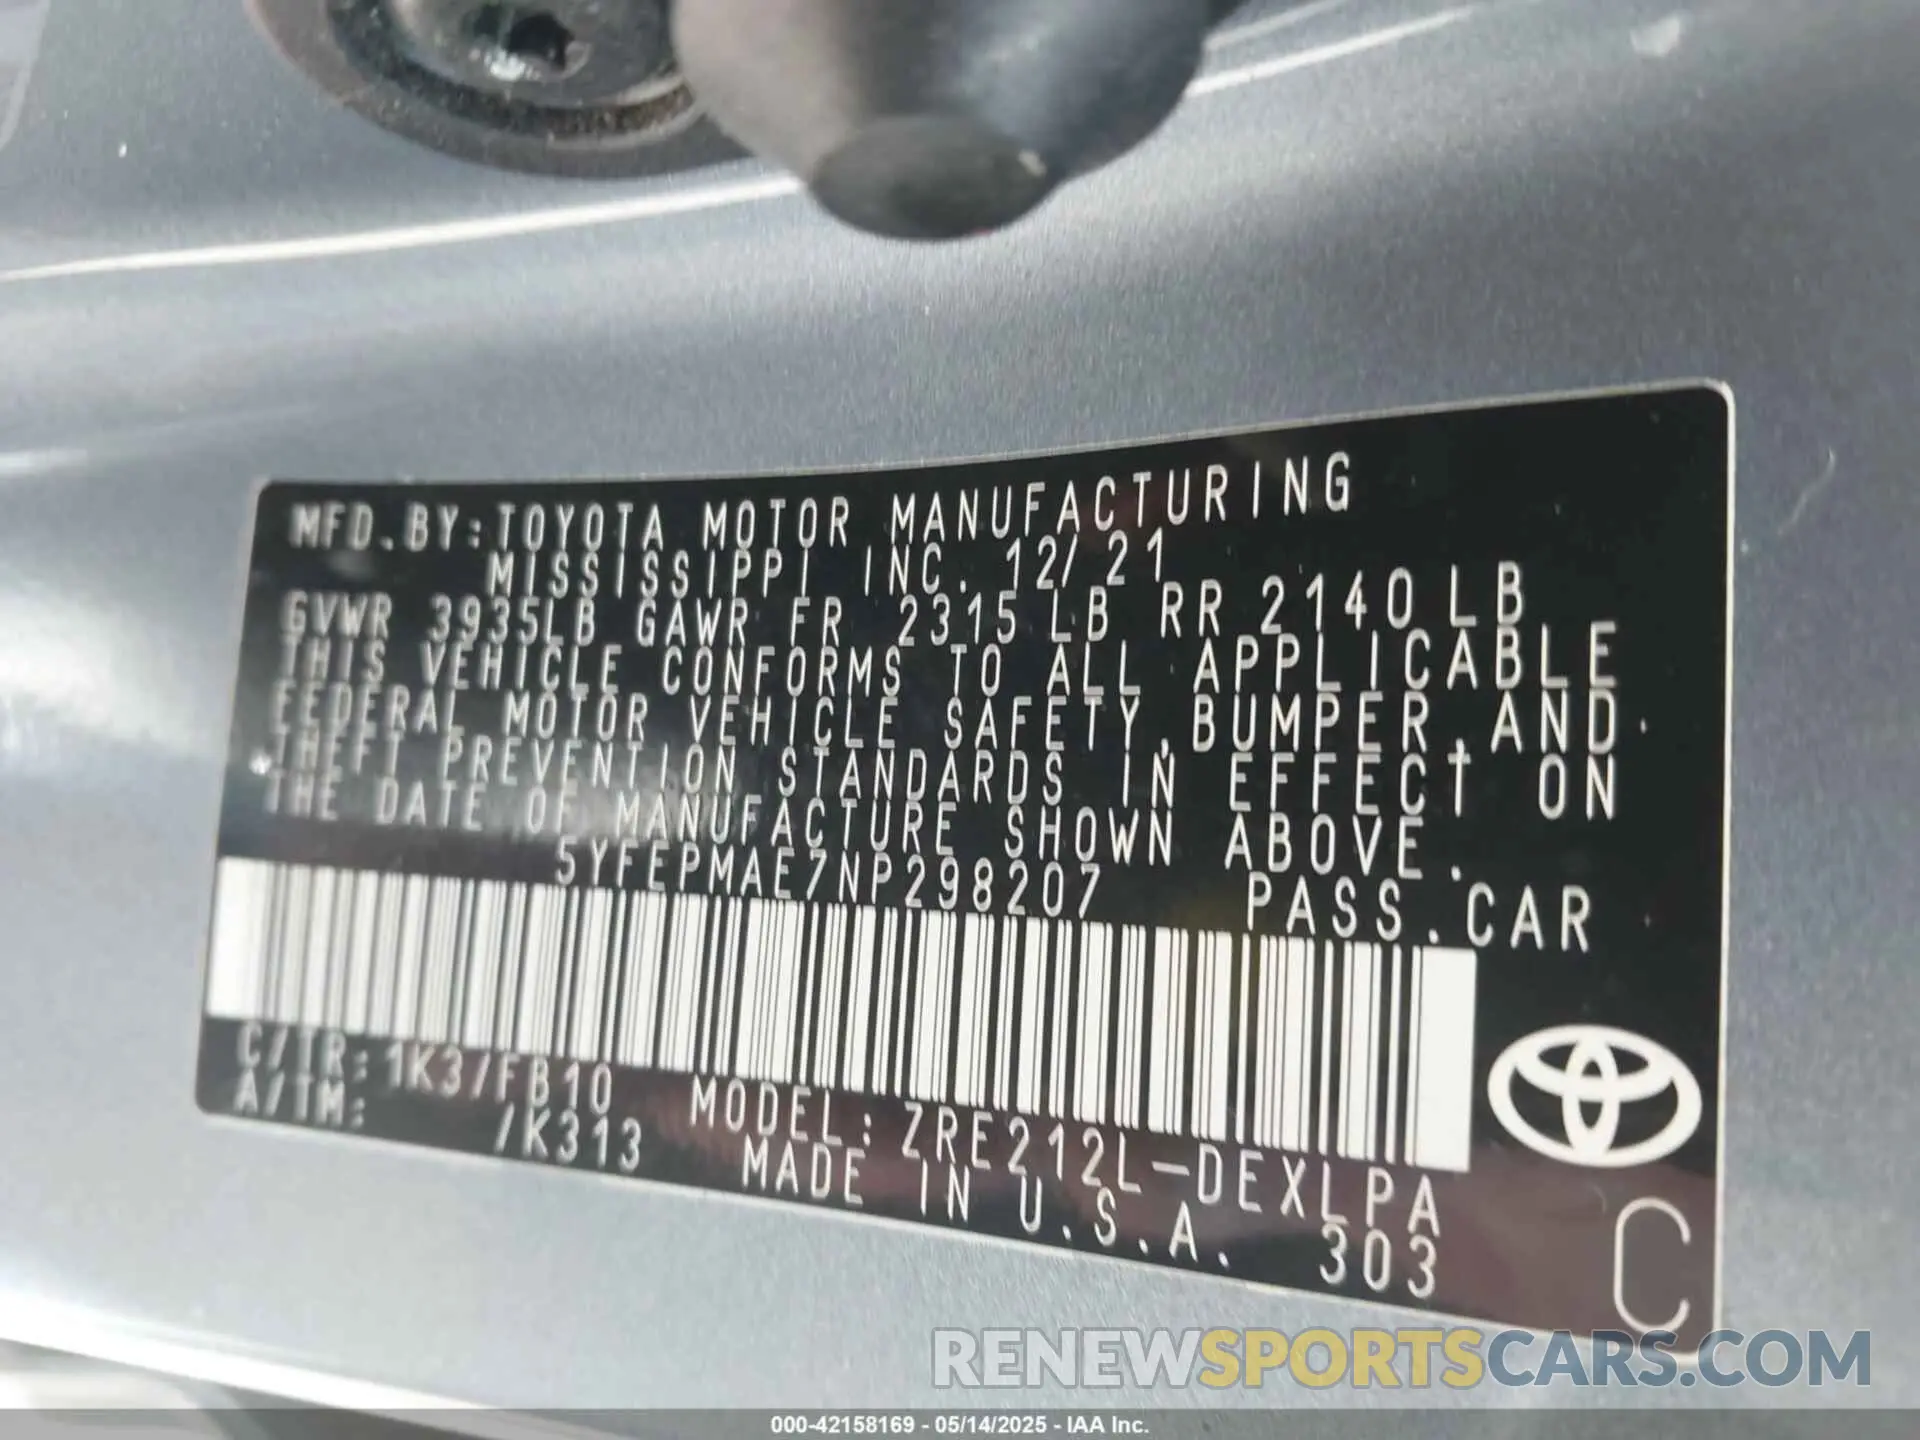 MFD.BY:TOYOTA MOTOR MANUFACTURING
MISSISSIPPI INC. 12/21
GVWR 3935LB GAWR FR 2315LB RR 2140LB
THIS VEHICLE CONFORMS TO ALL APPLICABLE
FEDERAL MOTOR VEHICLE SAFETY,BUMPER,AND
THEFT PREVENTION STANDARDS IN EFFECT ON
THE DATE OF MANUFACTURE SHOWN ABOVE.
5YFEPMAE7NP298207 PASS.CAR
C/TR:1K3/FB10 MODEL:ZRE212L-DEXLPA
A/TM: /K313 MADE IN U.S.A. 303
C
RENEWSPORTSCARS.COM
000-42158169 - 05/14/2025 - IAA Inc.